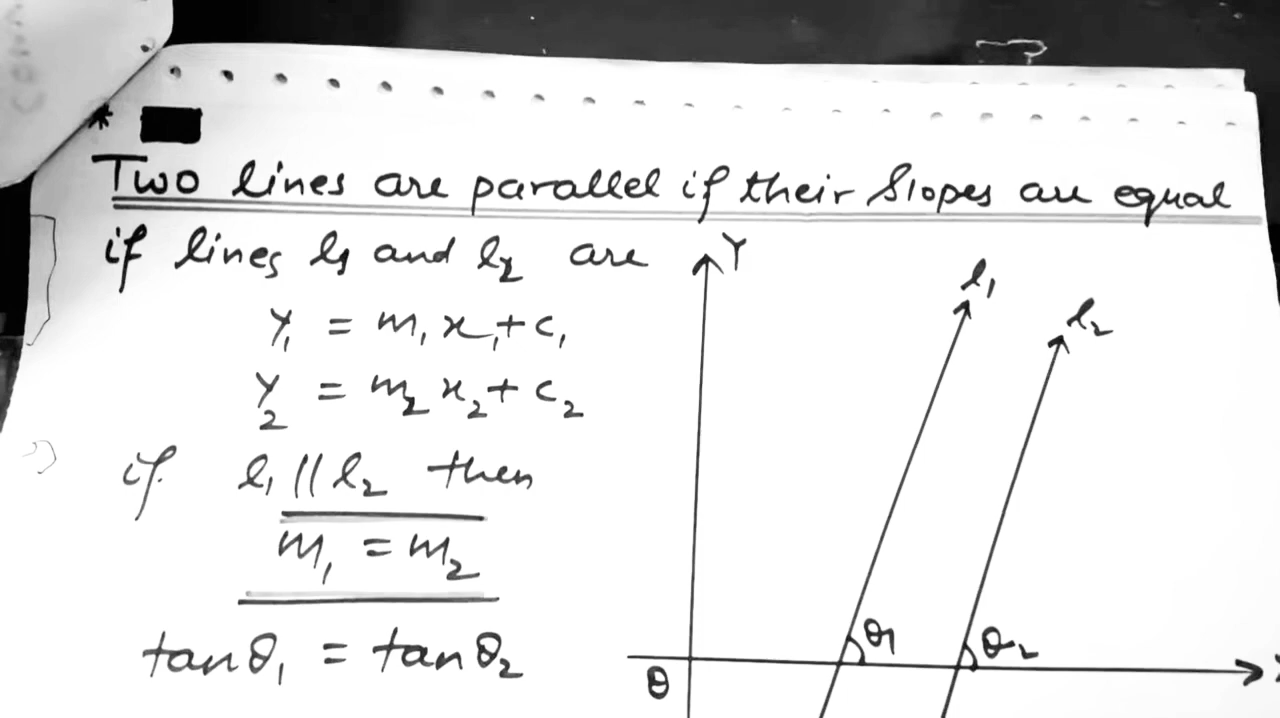 *
Two lines are parallel if their slopes are equal
if lines l₁ and l₂ are
Y₁ = m₁x₁ + c₁
Y₂ = m₂x₂ + c₂
if l₁ || l₂ then
m₁ = m₂
tanθ₁ = tanθ₂
Y
l₁
l₂
θ₁
θ₂
θ